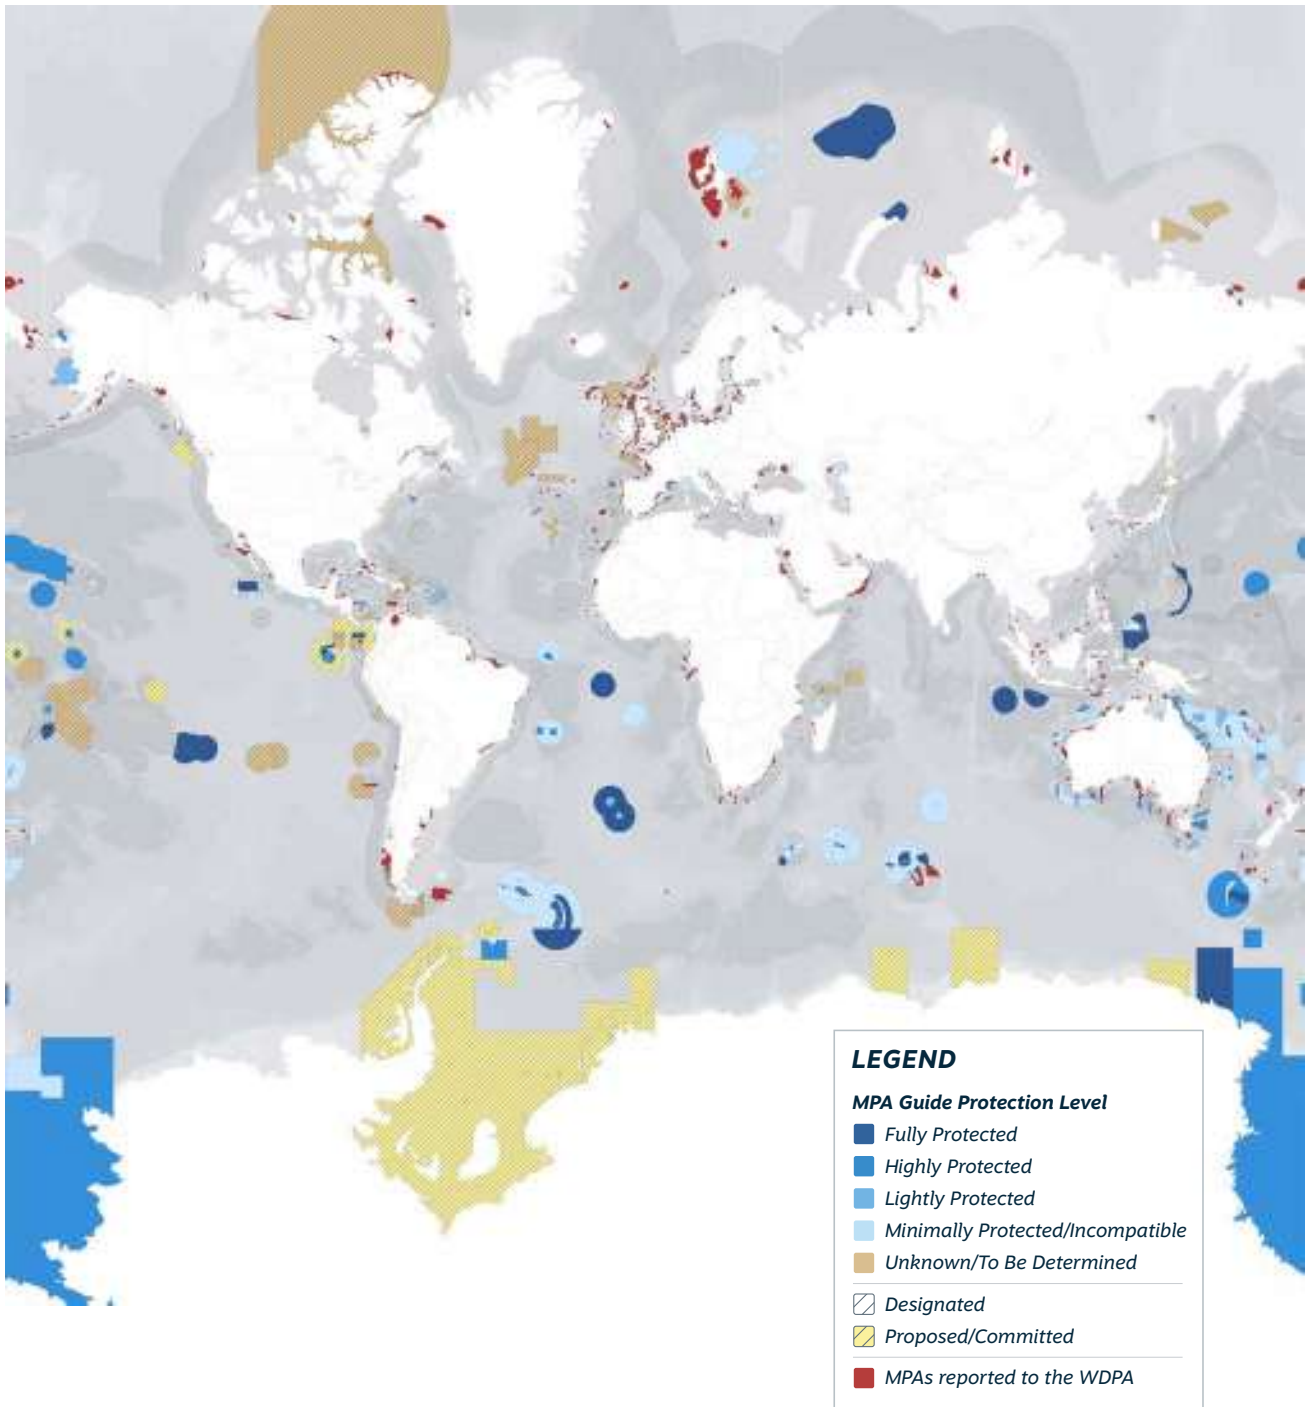 LEGEND
MPA Guide Protection Level
Fully Protected
Highly Protected
Lightly Protected
Minimally Protected/Incompatible
Unknown/To Be Determined
Designated
Proposed/Committed
MPAs reported to the WDPA